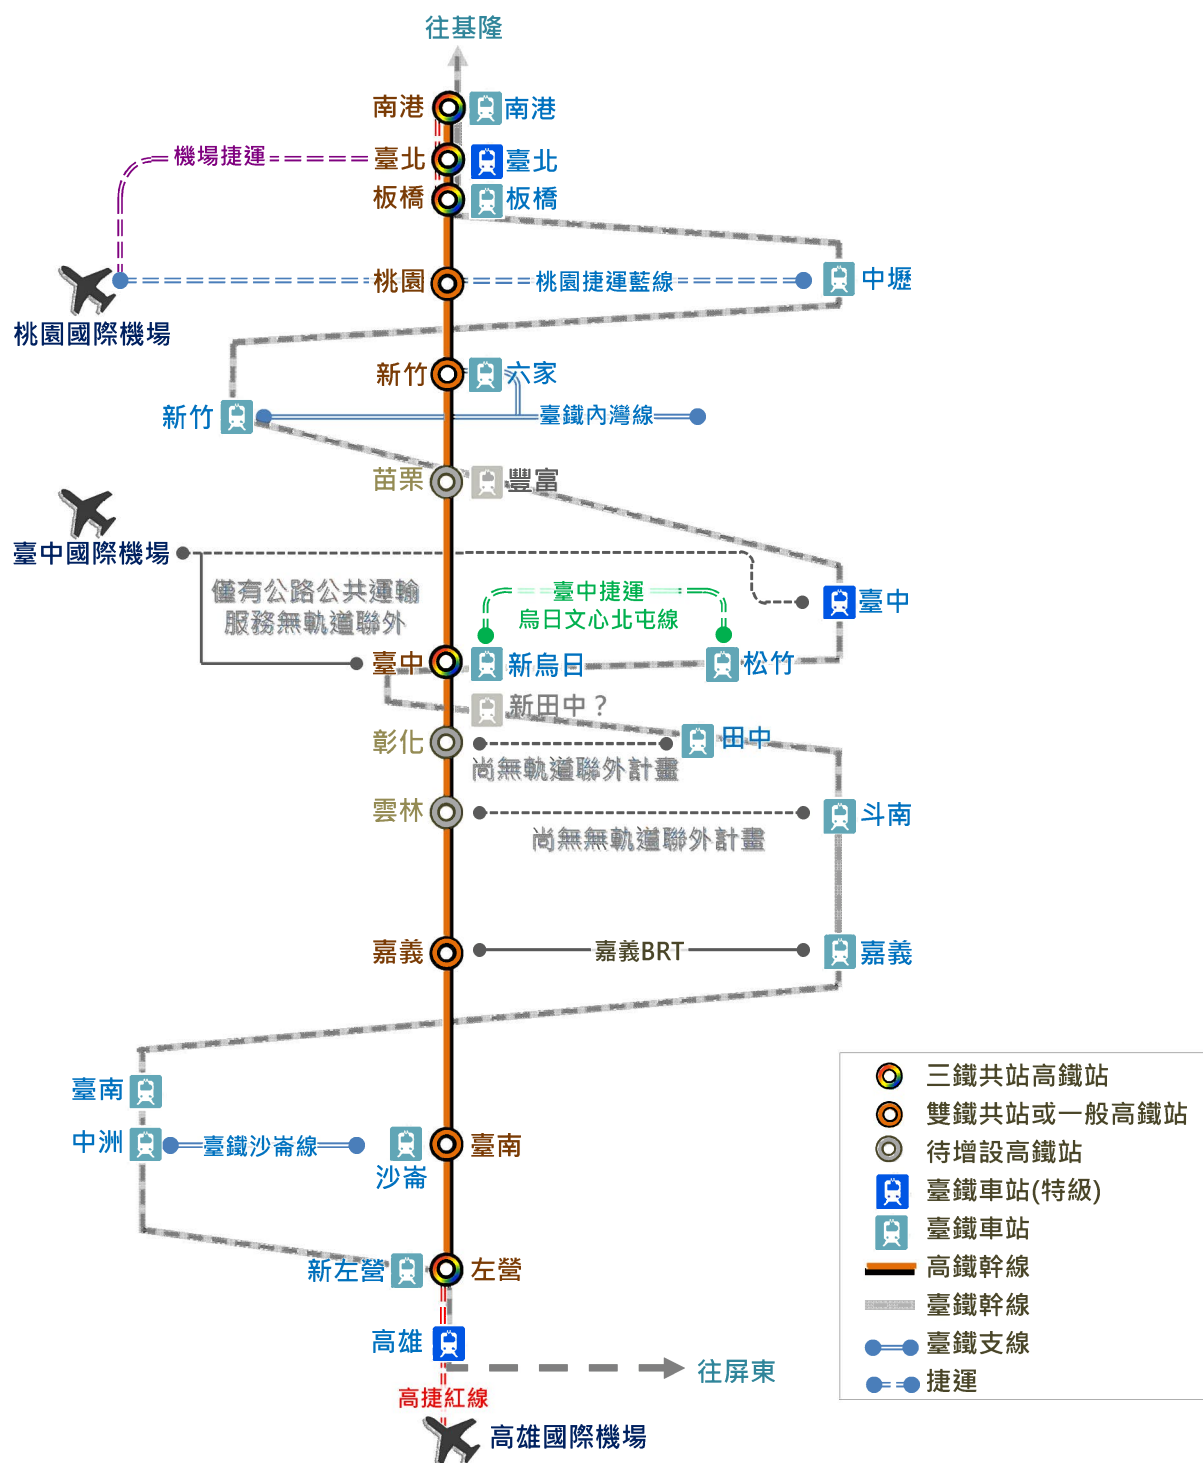 往基隆
南港
南港
機場捷運
臺北
臺北
板橋
板橋
桃園
桃園捷運藍線
中壢
桃園國際機場
新竹
六家
新竹
臺鐵內灣線
苗栗
豐富
臺中國際機場
僅有公路公共運輸
服務無軌道聯外
臺中捷運
烏日文心北屯線
臺中
臺中
新烏日
松竹
新田中？
彰化
田中
尚無軌道聯外計畫
雲林
斗南
尚無無軌道聯外計畫
嘉義
嘉義BRT
嘉義
臺南
中洲
臺鐵沙崙線
沙崙
臺南
新左營
左營
高雄
往屏東
高捷紅線
高雄國際機場
三鐵共站高鐵站
雙鐵共站或一般高鐵站
待增設高鐵站
臺鐵車站(特級)
臺鐵車站
高鐵幹線
臺鐵幹線
臺鐵支線
捷運